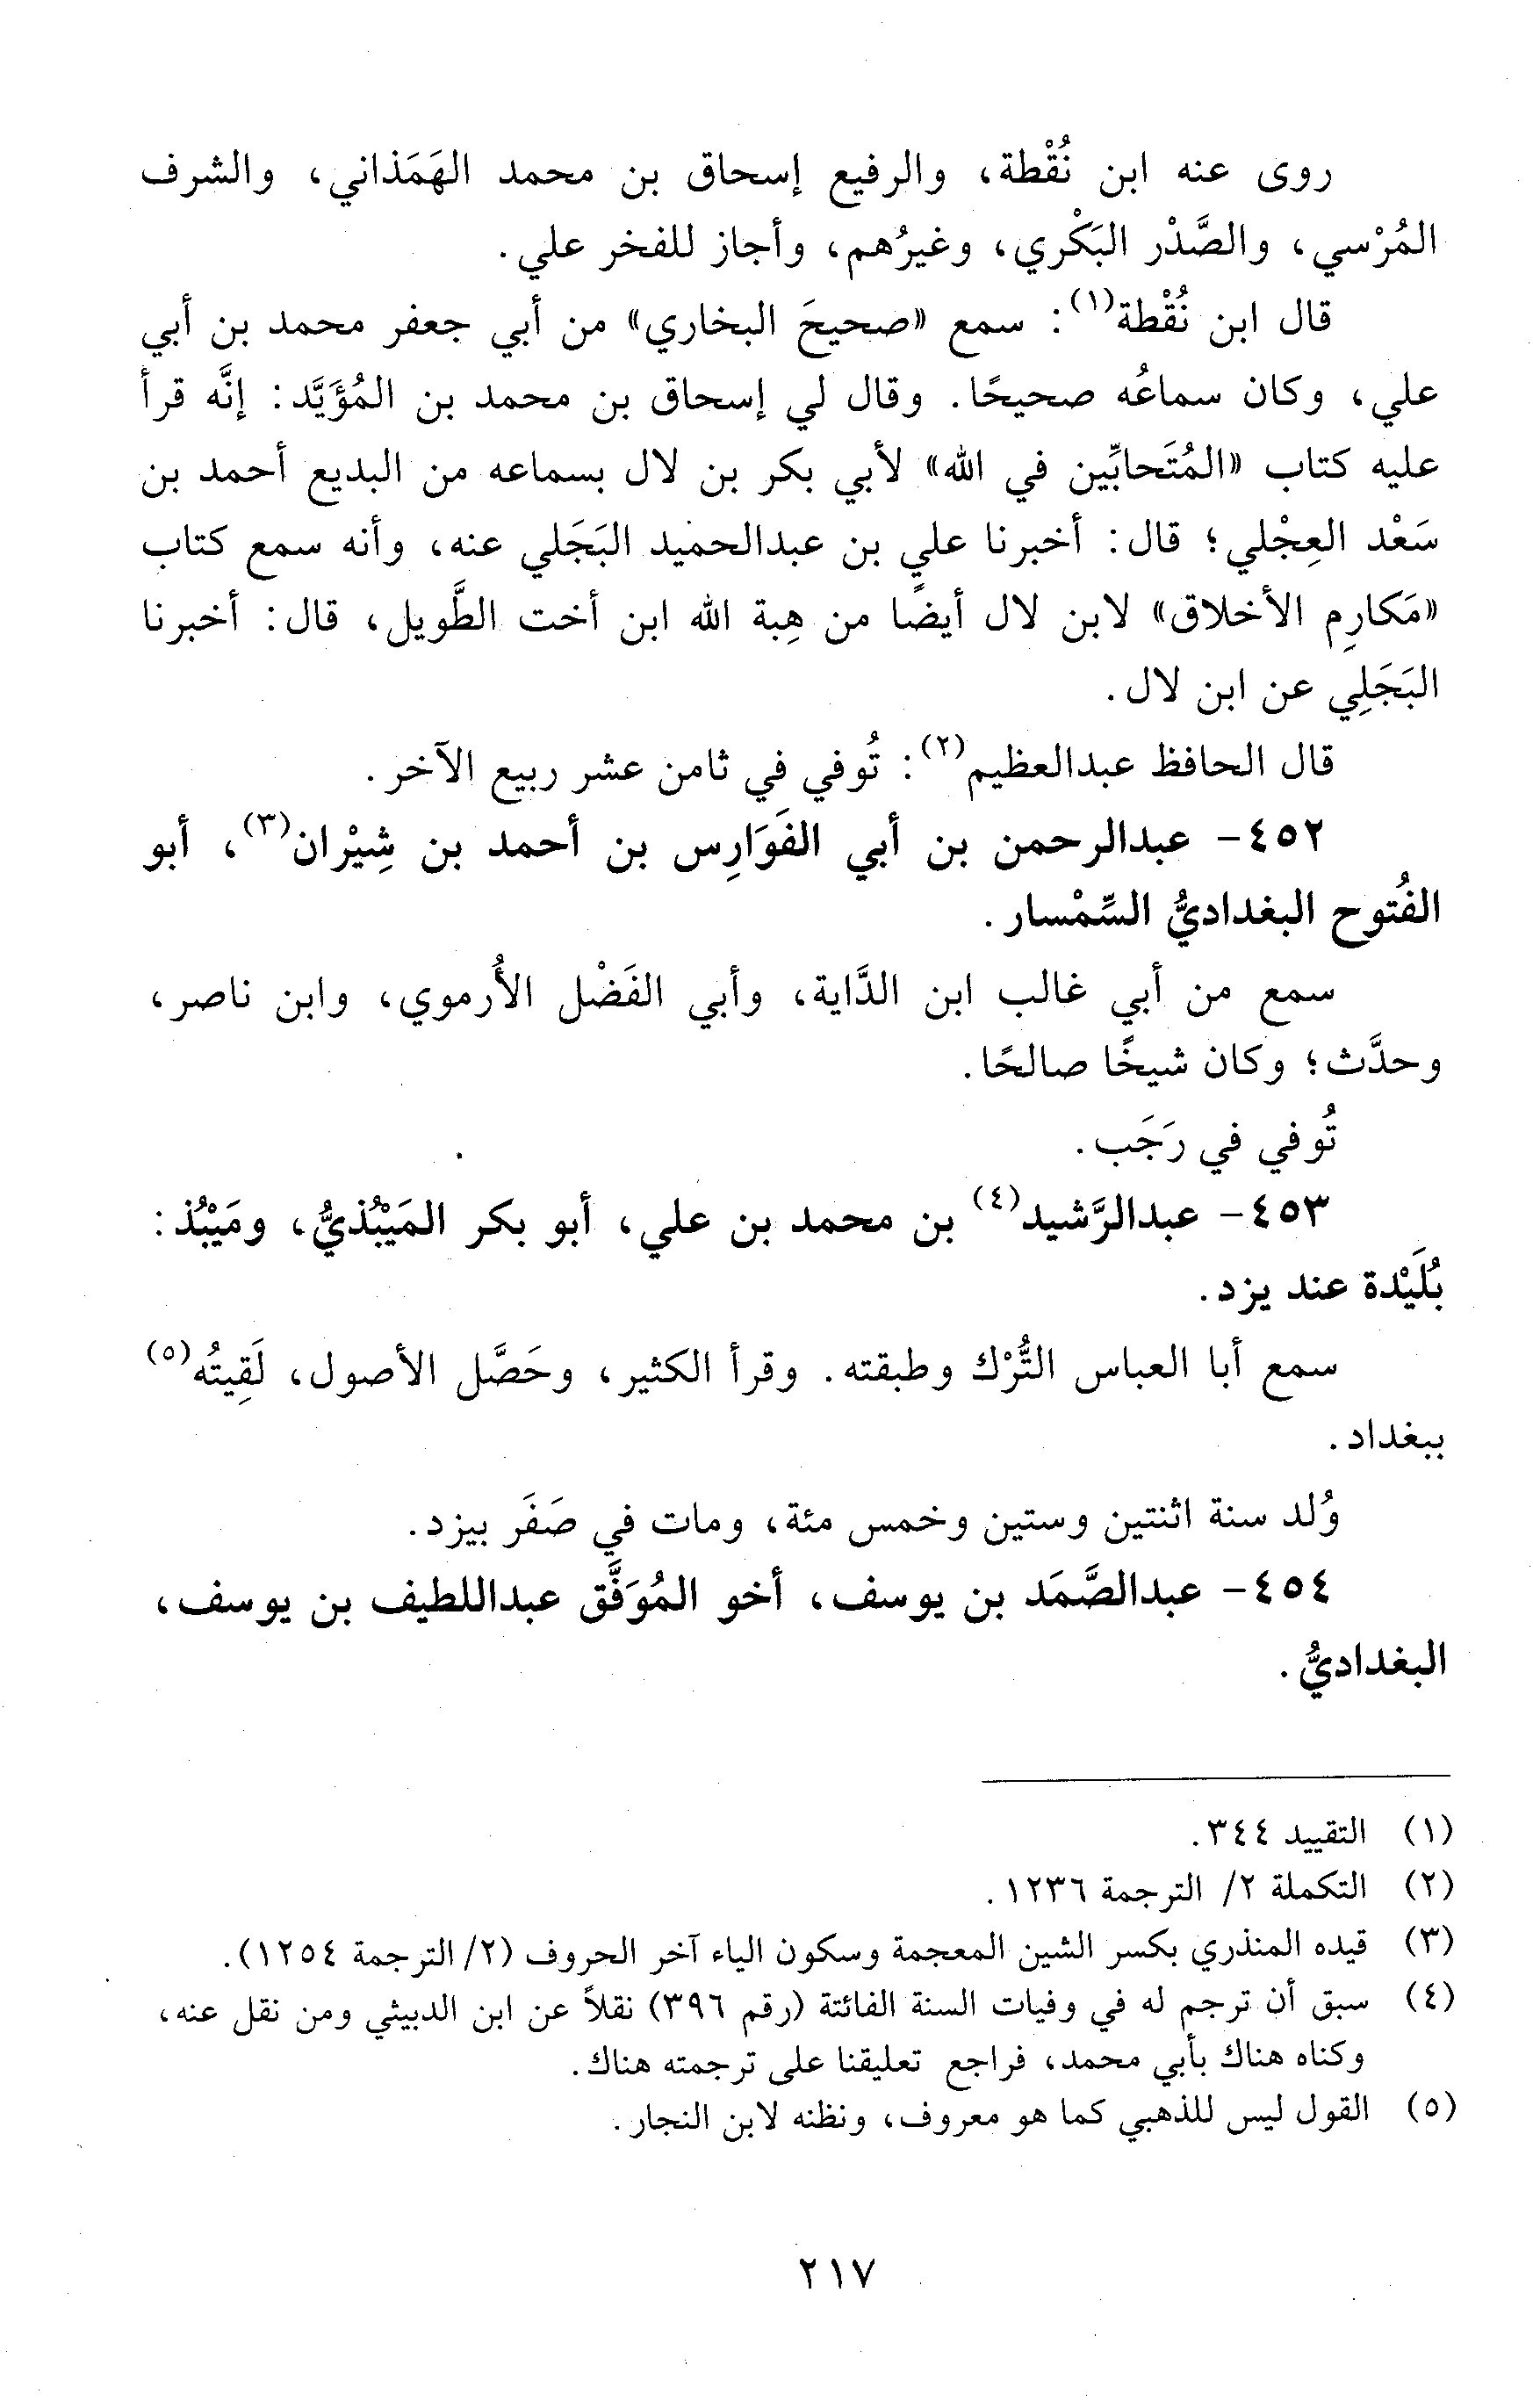 روى عنه ابن نُقْطة، والرفيع إسحاق بن محمد الهَمَذاني، والشرف
المُرْسي، والصَّدْر البَكْري، وغيرُهم، وأجاز للفخر علي.
قال ابن نُقْطة(١): سمع «صحيحَ البخاري» من أبي جعفر محمد بن أبي
علي، وكان سماعُه صحيحًا. وقال لي إسحاق بن محمد بن المُؤَيَّد: إنَّه قرأ
عليه كتاب «المُتَحابِّين في الله» لأبي بكر بن لال بسماعه من البديع أحمد بن
سَعْد العِجْلي؛ قال: أخبرنا علي بن عبدالحميد البَجَلي عنه، وأنه سمع كتاب
«مَكارِم الأخلاق» لابن لال أيضًا من هِبة الله ابن أخت الطَّويل، قال: أخبرنا
البَجَلِي عن ابن لال.
قال الحافظ عبدالعظيم(٢): تُوفي في ثامن عشر ربيع الآخر.
٤٥٢- عبدالرحمن بن أبي الفَوَارِس بن أحمد بن شِيْران(٣)، أبو
الفُتوح البغداديُّ السِّمْسار.
سمع من أبي غالب ابن الدَّاية، وأبي الفَضْل الأُرموي، وابن ناصر،
وحدَّث؛ وكان شيخًا صالحًا.
تُوفي في رَجَب.
٤٥٣- عبدالرَّشيد(٤) بن محمد بن علي، أبو بكر المَيْبُذيُّ، ومَيْبُذ:
بُلَيْدة عند يزد.
سمع أبا العباس التُّرْك وطبقته. وقرأ الكثير، وحَصَّل الأصول، لَقِيتُه(٥)
ببغداد.
وُلد سنة اثنتين وستين وخمس مئة، ومات في صَفَر بيزد.
٤٥٤- عبدالصَّمَد بن يوسف، أخو المُوَفَّق عبداللطيف بن يوسف،
البغداديُّ.
(١) التقييد ٣٤٤.
(٢) التكملة ٢/ الترجمة ١٢٣٦.
(٣) قيده المنذري بكسر الشين المعجمة وسكون الياء آخر الحروف (٢/ الترجمة ١٢٥٤).
(٤) سبق أن ترجم له في وفيات السنة الفائتة (رقم ٣٩٦) نقلاً عن ابن الدبيثي ومن نقل عنه،
وكناه هناك بأبي محمد، فراجع تعليقنا على ترجمته هناك.
(٥) القول ليس للذهبي كما هو معروف، ونظنه لابن النجار.
٢١٧